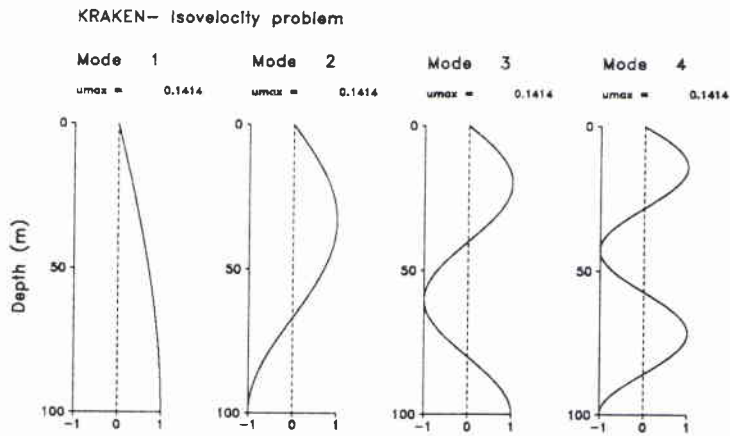 KRAKEN– Isovelocity problem
Mode 1
umax = 0.1414
Mode 2
umax = 0.1414
Mode 3
umax = 0.1414
Mode 4
umax = 0.1414
Depth (m)
0
50
100
-1 0 1
0
50
100
-1 0 1
0
50
100
-1 0 1
0
50
100
-1 0 1